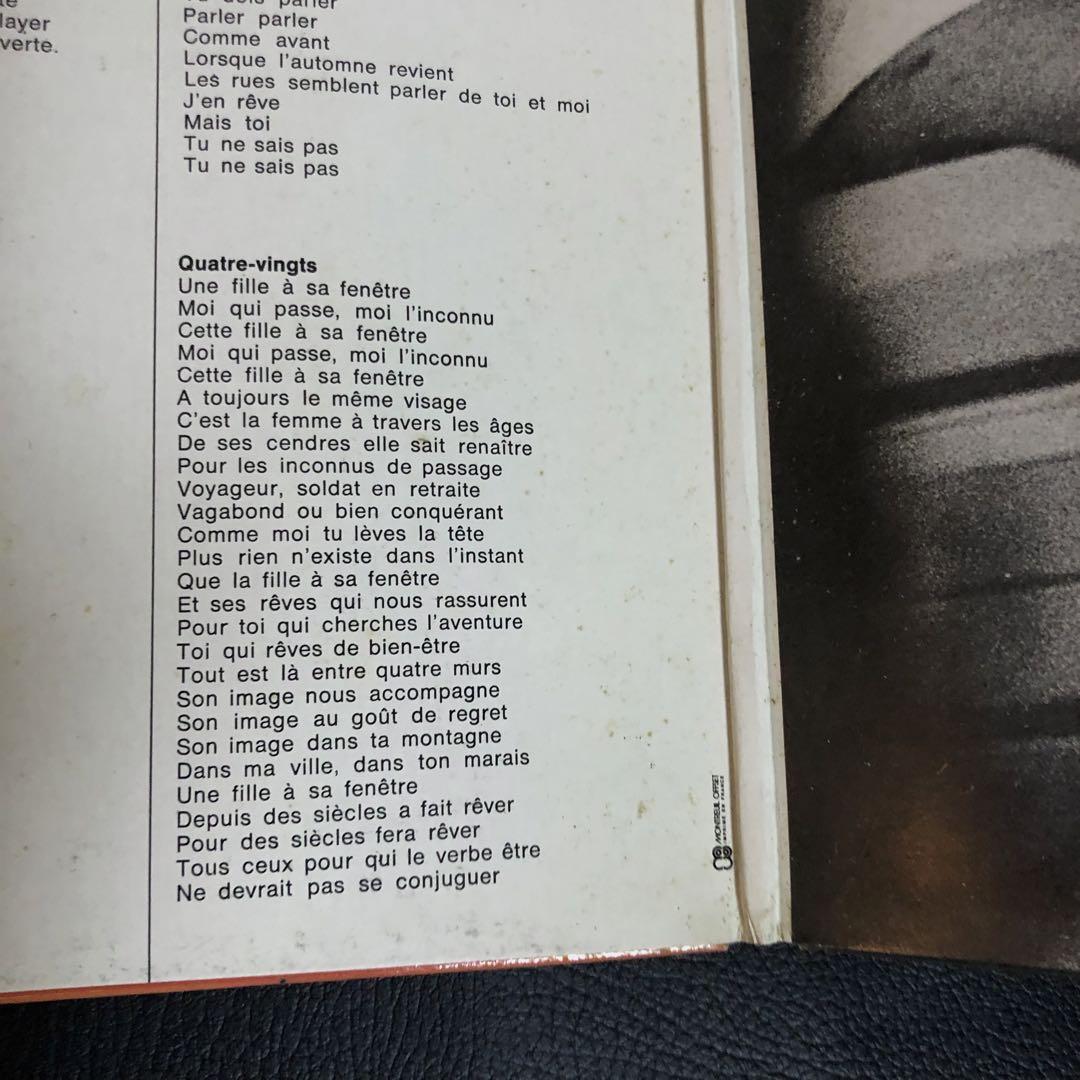 layer
verte.
parler
Parler parler
Comme avant
Lorsque l'automne revient
Les rues semblent parler de toi et moi
J'en rêve
Mais toi
Tu ne sais pas
Tu ne sais pas
Quatre-vingts
Une fille à sa fenêtre
Moi qui passe, moi l'inconnu
Cette fille à sa fenêtre
Moi qui passe, moi l'inconnu
Cette fille à sa fenêtre
A toujours le même visage
C'est la femme à travers les âges
De ses cendres elle sait renaître
Pour les inconnus de passage
Voyageur, soldat en retraite
Vagabond ou bien conquérant
Comme moi tu lèves la tête
Plus rien n'existe dans l'instant
Que la fille à sa fenêtre
Et ses rêves qui nous rassurent
Pour toi qui cherches l'aventure
Toi qui rêves de bien-être
Tout est là entre quatre murs
Son image nous accompagne
Son image au goût de regret
Son image dans ta montagne
Dans ma ville, dans ton marais
Une fille à sa fenêtre
Depuis des siècles a fait rêver
Pour des siècles fera rêver
Tous ceux pour qui le verbe être
Ne devrait pas se conjuguer
MONTREUIL OFFSET
IMPRIMÉ EN FRANCE